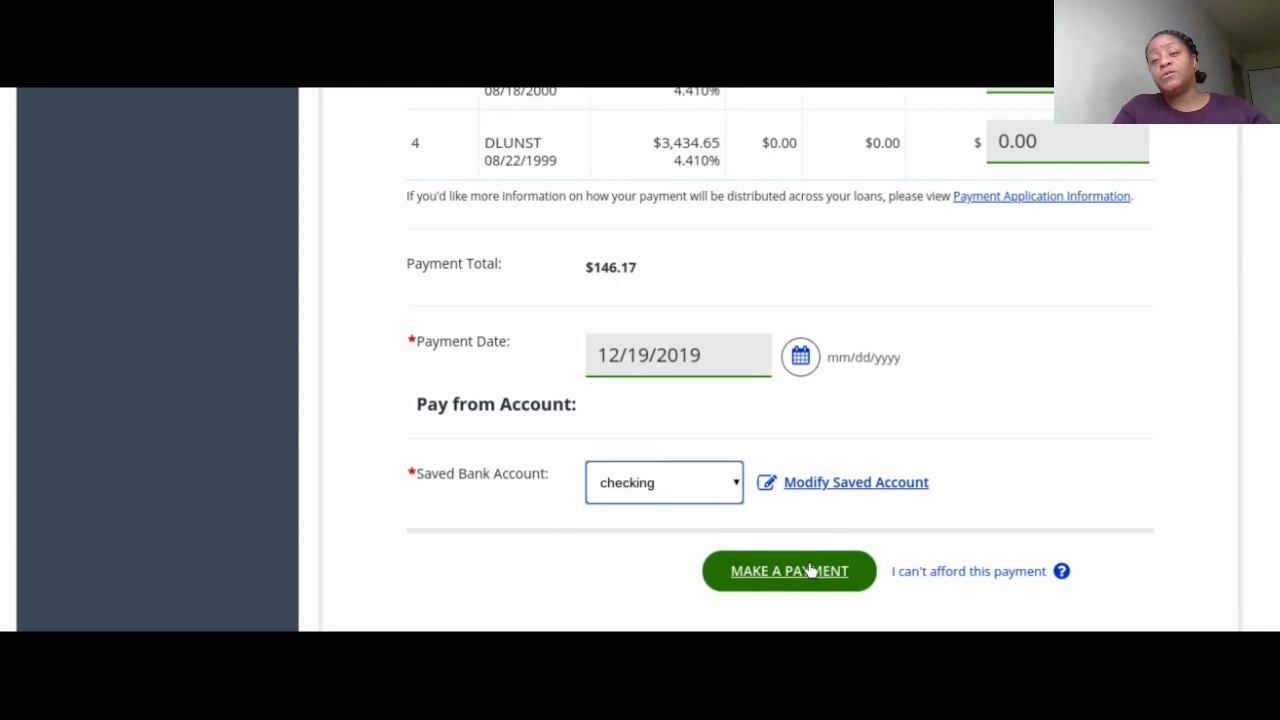 08/18/2000 4.410%
4 DLUNST $3,434.65 $0.00 $0.00 $ 0.00
08/22/1999 4.410%
If you'd like more information on how your payment will be distributed across your loans, please view Payment Application Information.
Payment Total: $146.17
*Payment Date: 12/19/2019 mm/dd/yyyy
Pay from Account:
*Saved Bank Account: checking Modify Saved Account
MAKE A PAYMENT I can't afford this payment ?